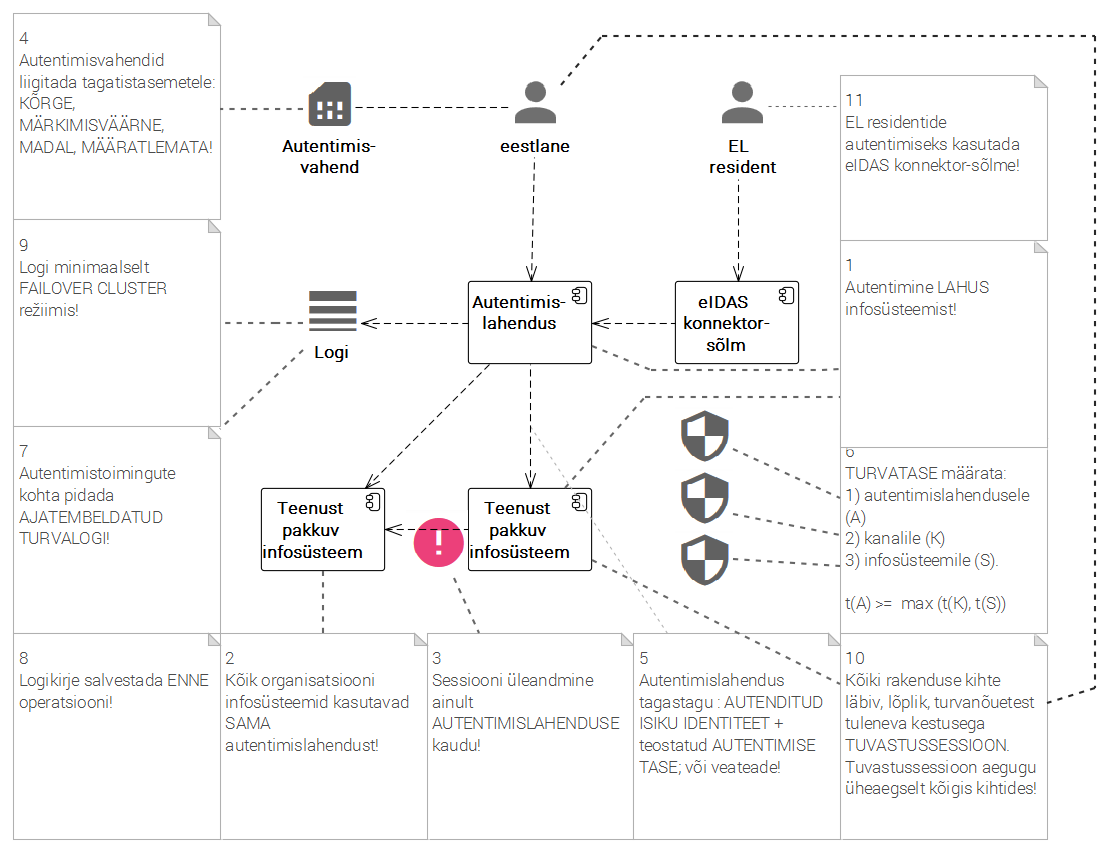 4
Autentimisvahendid
liigitada tagatistasemetele:
KÕRGE,
MÄRKIMISVÄÄRNE,
MADAL, MÄÄRATLEMATA!
Autentimis-
vahend
eestlane
EL
resident
11
EL residentide
autentimiseks kasutada
eIDAS konnektor-sõlme!
9
Logi minimaalselt
FAILOVER CLUSTER
režiimis!
Logi
Autentimis-
lahendus
eIDAS
konnektor-
sõlm
1
Autentimine LAHUS
infosüsteemist!
7
Autentimistoimingute
kohta pidada
AJATEMBELDATUD
TURVALOGI!
Teenust
pakkuv
infosüsteem
Teenust
pakkuv
infosüsteem
6
TURVATASE määrata:
1) autentimislahendusele
(A)
2) kanalile (K)
3) infosüsteemile (S).
t(A) >= max (t(K), t(S))
8
Logikirje salvestada ENNE
operatsiooni!
2
Kõik organisatsiooni
infosüsteemid kasutavad
SAMA
autentimislahendust!
3
Sessiooni üleandmine
ainult
AUTENTIMISLAHENDUSE
kaudu!
5
Autentimislahendus
tagastagu : AUTENDITUD
ISIKU IDENTITEET +
teostatud AUTENTIMISE
TASE; või veateade!
10
Kõiki rakenduse kihte
läbiv, lõplik, turvanõuetest
tuleneva kestusega
TUVASTUSSESSIOON.
Tuvastussessioon aegugu
üheaegselt kõigis kihtides!